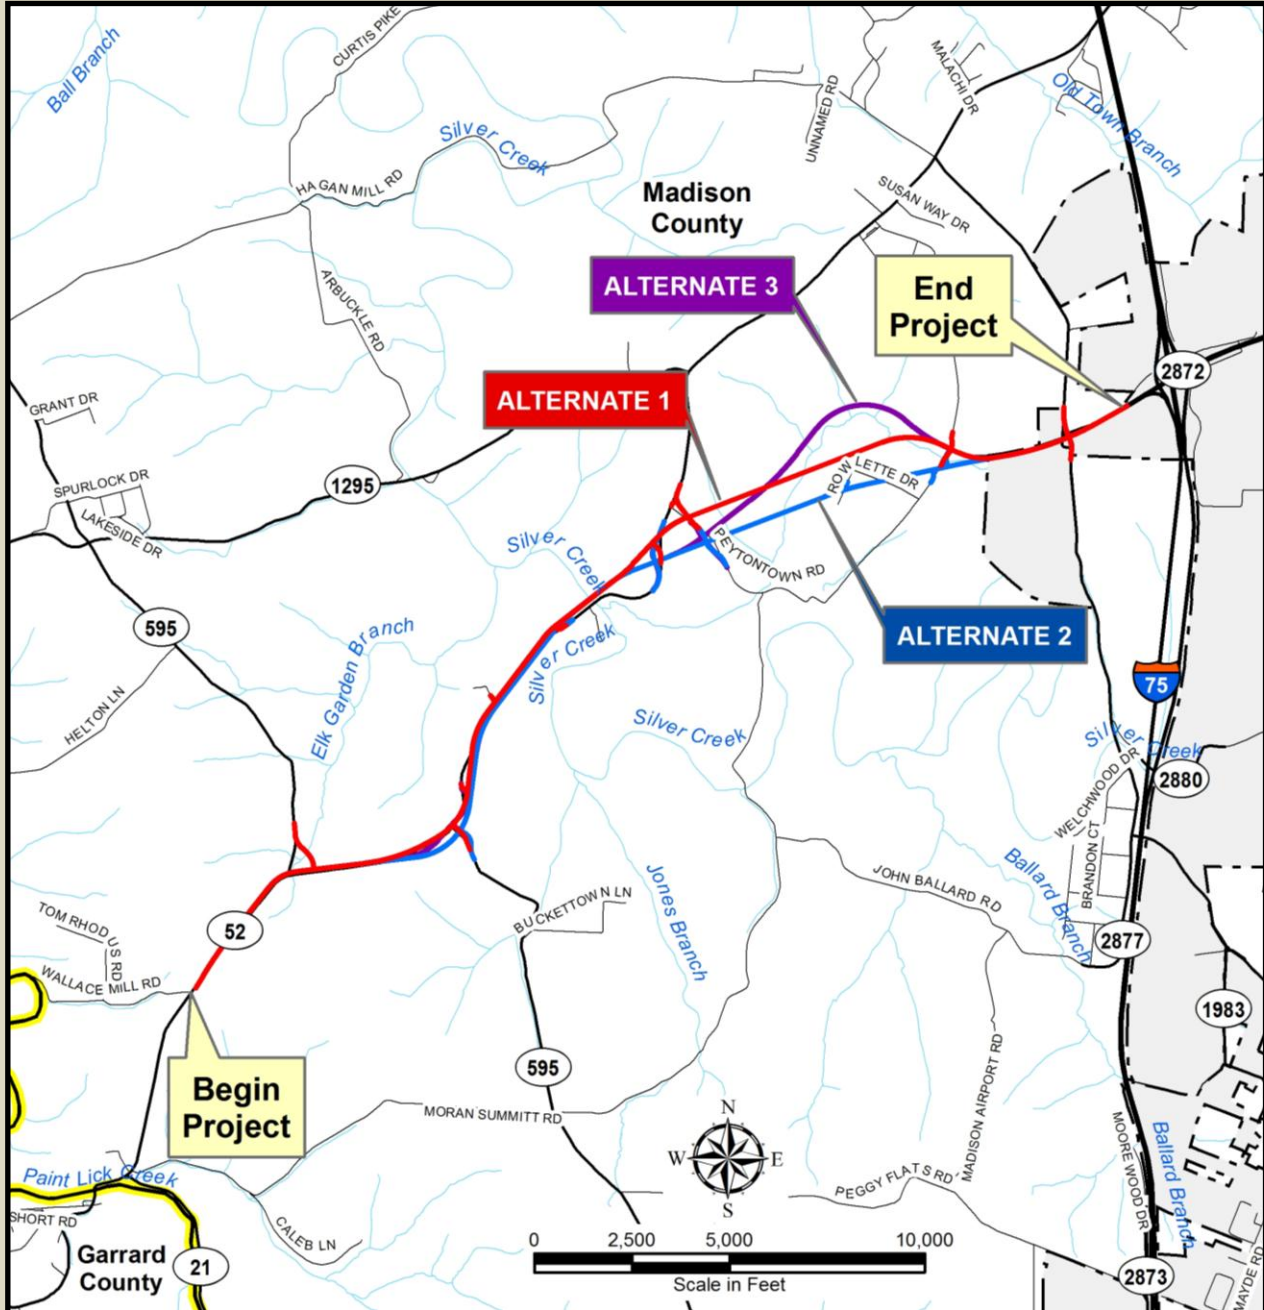 CURTIS PIKE
Ball Branch
MALACHI DR
Old Town Branch
UNNAMED RD
Silver Creek
HAGAN MILL RD
Madison
County
SUSAN WAY DR
ARBUCKLE RD
ALTERNATE 3
End
Project
2872
ALTERNATE 1
GRANT DR
ROWLETTE DR
SPURLOCK DR
1295
LAKESIDE DR
Silver Creek
PEYTONTOWN RD
595
Elk Garden Branch
Silver Creek
ALTERNATE 2
75
HELTON LN
Silver Creek
Silver Creek
WELCHWOOD DR
2880
BRANDON CT
Jones Branch
JOHN BALLARD RD
Ballard Branch
BUCKETTOWN LN
TOM RHODUS RD
52
2877
WALLACE MILL RD
1983
595
Begin
Project
MORAN SUMMITT RD
MADISON AIRPORT RD
N
W
E
S
MOORE WOOD DR
Ballard Branch
Paint Lick Creek
PEGGY FLATS RD
SHORT RD
CALEB LN
Garrard
County
21
0
2,500
5,000
10,000
Scale in Feet
2873
MAYDE RD